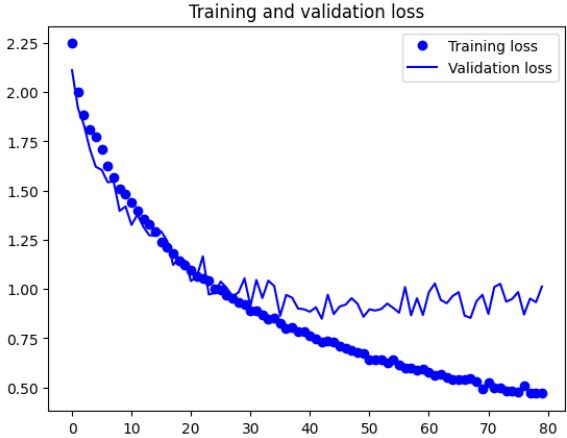 Training and validation loss
Training loss
Validation loss
2.25
2.00
1.75
1.50
1.25
1.00
0.75
0.50
0 10 20 30 40 50 60 70 80